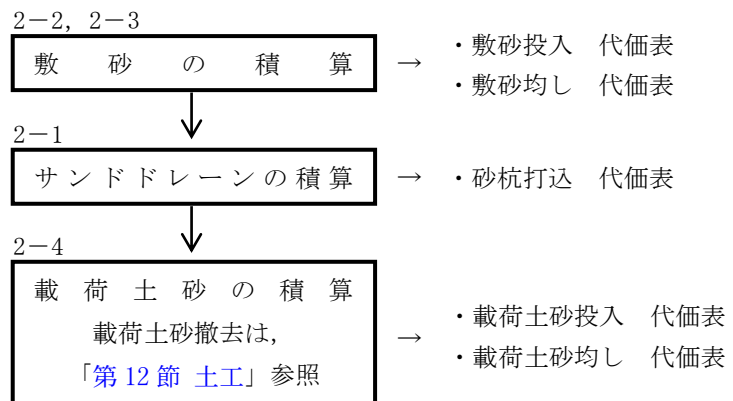 2－2, 2－3
敷砂の積算 → ・敷砂投入　代価表
・敷砂均し　代価表
2－1
サンドドレーンの積算 → ・砂杭打込　代価表
2－4
載荷土砂の積算
載荷土砂撤去は,
「第12節 土工」参照
→
・載荷土砂投入　代価表
・載荷土砂均し　代価表